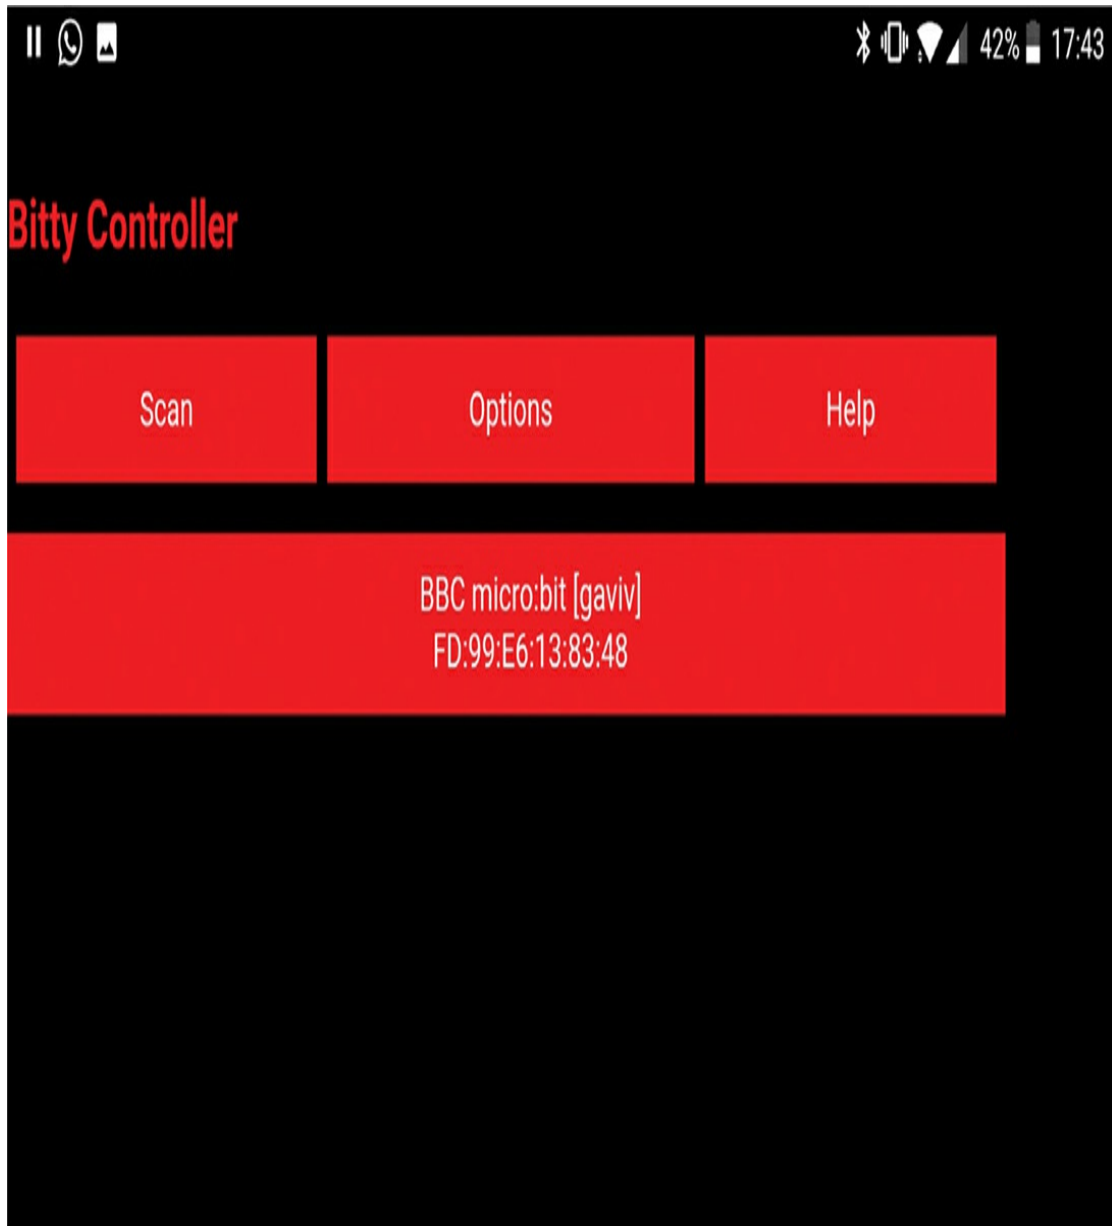 42% 17:43
Bitty Controller
Scan Options Help
BBC micro:bit [gaviv]
FD:99:E6:13:83:48